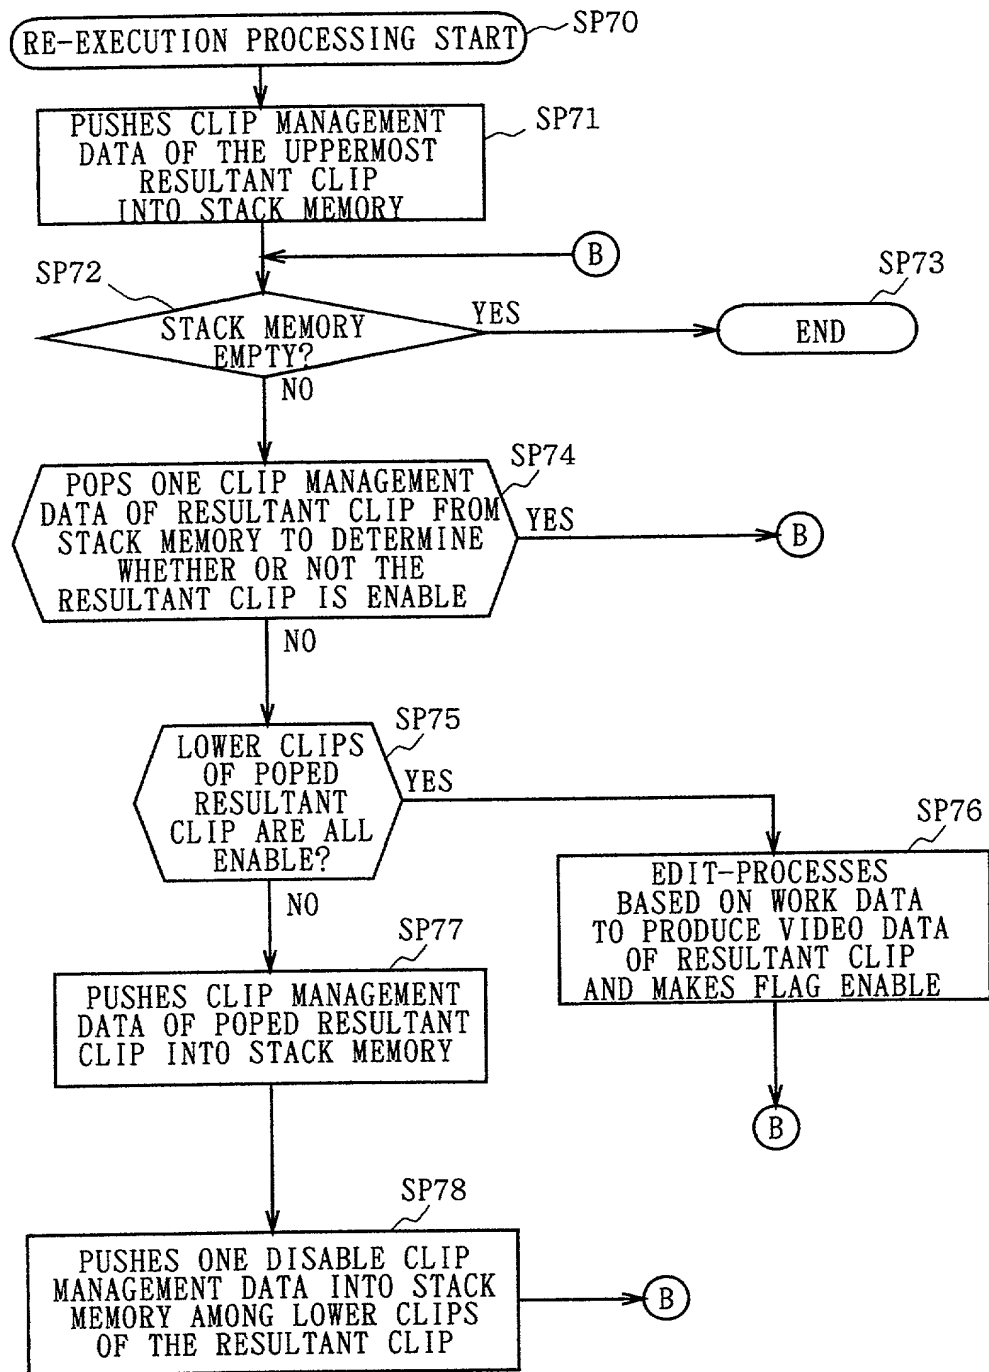 RE-EXECUTION PROCESSING START
SP70
PUSHES CLIP MANAGEMENT
DATA OF THE UPPERMOST
RESULTANT CLIP
INTO STACK MEMORY
SP71
B
SP72
STACK MEMORY
EMPTY?
YES
NO
SP73
END
SP74
POPS ONE CLIP MANAGEMENT
DATA OF RESULTANT CLIP FROM
STACK MEMORY TO DETERMINE
WHETHER OR NOT THE
RESULTANT CLIP IS ENABLE
YES
B
NO
SP75
LOWER CLIPS
OF POPED
RESULTANT
CLIP ARE ALL
ENABLE?
YES
NO
SP76
EDIT-PROCESSES
BASED ON WORK DATA
TO PRODUCE VIDEO DATA
OF RESULTANT CLIP
AND MAKES FLAG ENABLE
B
SP77
PUSHES CLIP MANAGEMENT
DATA OF POPED RESULTANT
CLIP INTO STACK MEMORY
SP78
PUSHES ONE DISABLE CLIP
MANAGEMENT DATA INTO STACK
MEMORY AMONG LOWER CLIPS
OF THE RESULTANT CLIP
B